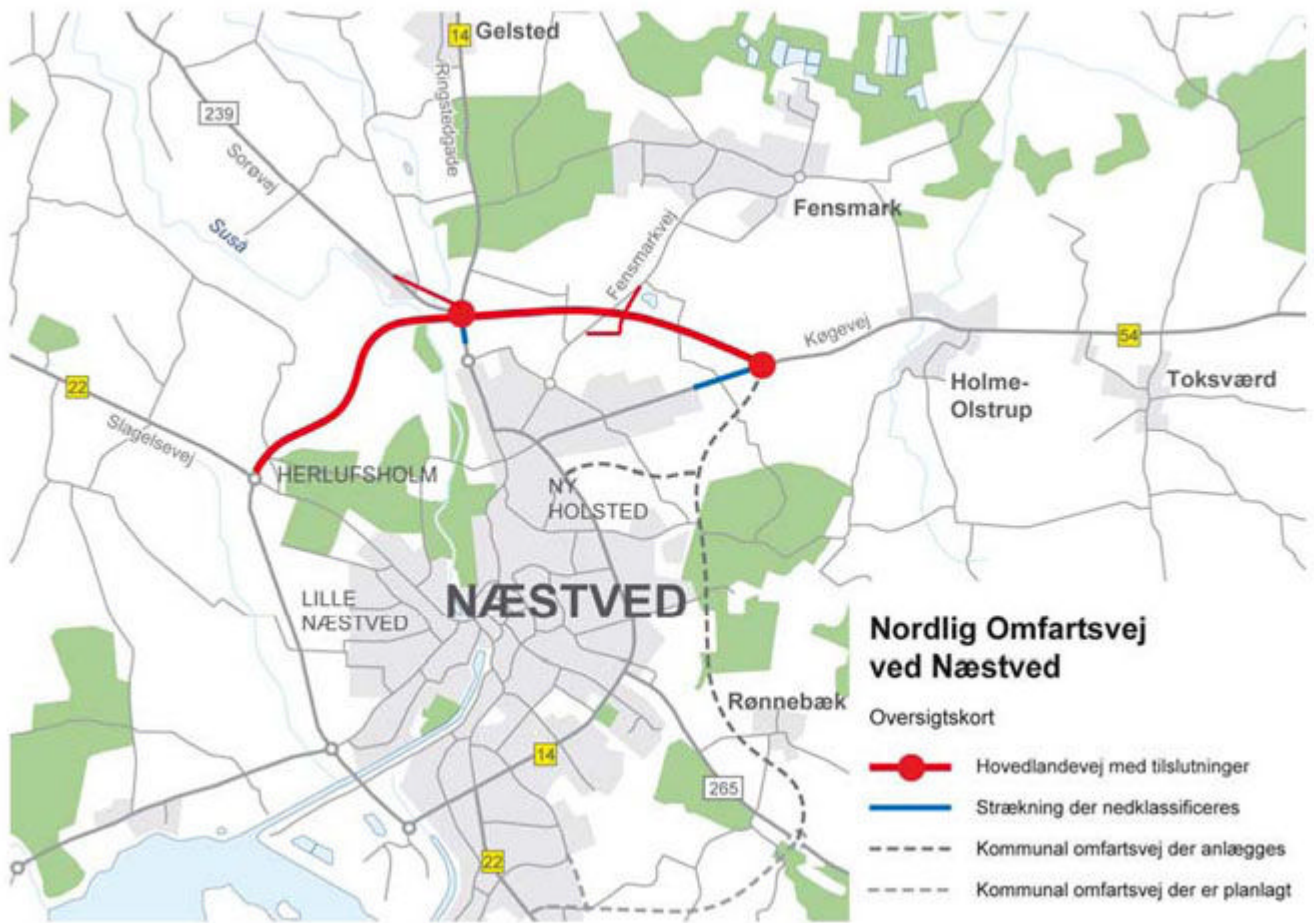 14 Gelsted
Ringstedgade
239
Sorøvej
Suså
Fensmark
Fensmarkvej
Køgevej
54
Holme-
Olstrup
Toksværd
22
Slagelsevej
HERLUFSHOLM
NY
HOLSTED
LILLE
NÆSTVED
NÆSTVED
Rønnebæk
14
265
22
Nordlig Omfartsvej
ved Næstved
Oversigtskort
Hovedlandevej med tilslutninger
Strækning der nedklassificeres
Kommunal omfartsvej der anlægges
Kommunal omfartsvej der er planlagt